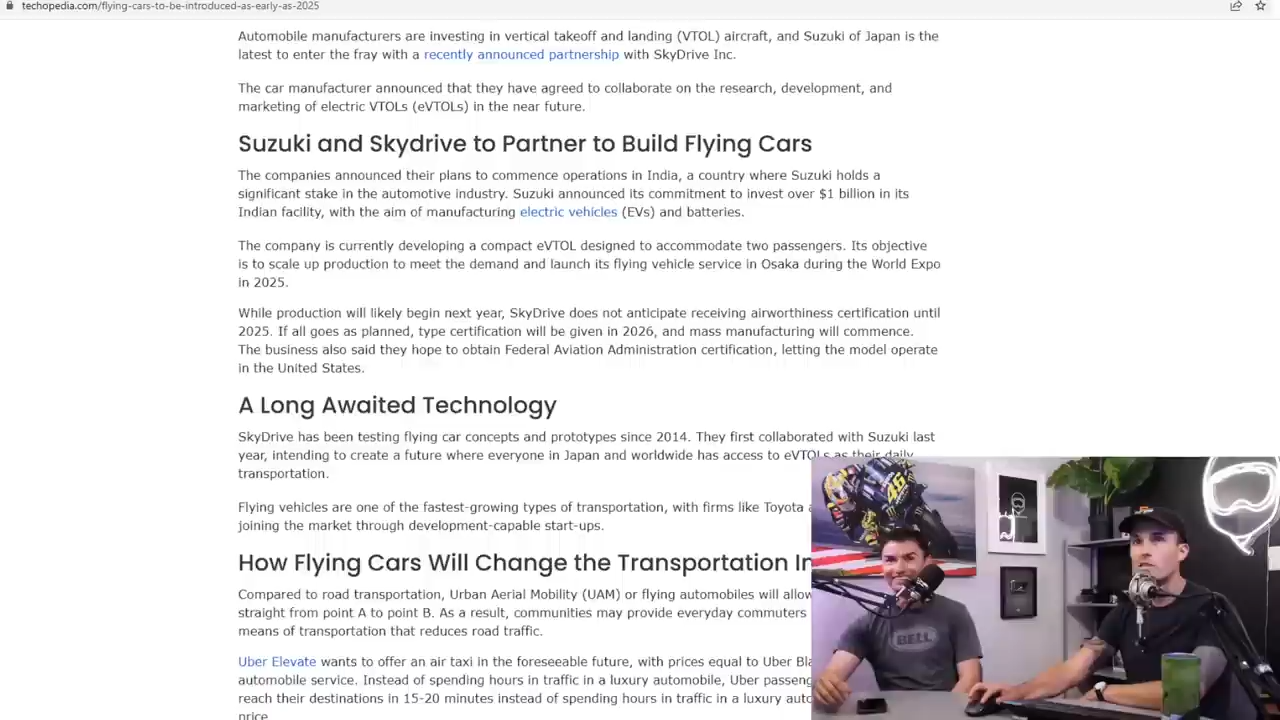 techopedia.com/flying-cars-to-be-introduced-as-early-as-2025
Automobile manufacturers are investing in vertical takeoff and landing (VTOL) aircraft, and Suzuki of Japan is the
latest to enter the fray with a recently announced partnership with SkyDrive Inc.
The car manufacturer announced that they have agreed to collaborate on the research, development, and
marketing of electric VTOLs (eVTOLs) in the near future.
Suzuki and Skydrive to Partner to Build Flying Cars
The companies announced their plans to commence operations in India, a country where Suzuki holds a
significant stake in the automotive industry. Suzuki announced its commitment to invest over $1 billion in its
Indian facility, with the aim of manufacturing electric vehicles (EVs) and batteries.
The company is currently developing a compact eVTOL designed to accommodate two passengers. Its objective
is to scale up production to meet the demand and launch its flying vehicle service in Osaka during the World Expo
in 2025.
While production will likely begin next year, SkyDrive does not anticipate receiving airworthiness certification until
2025. If all goes as planned, type certification will be given in 2026, and mass manufacturing will commence.
The business also said they hope to obtain Federal Aviation Administration certification, letting the model operate
in the United States.
A Long Awaited Technology
SkyDrive has been testing flying car concepts and prototypes since 2014. They first collaborated with Suzuki last
year, intending to create a future where everyone in Japan and worldwide has access to eVTOLs as their daily
transportation.
Flying vehicles are one of the fastest-growing types of transportation, with firms like Toyota
joining the market through development-capable start-ups.
How Flying Cars Will Change the Transportation In
Compared to road transportation, Urban Aerial Mobility (UAM) or flying automobiles will allow
straight from point A to point B. As a result, communities may provide everyday commuters
means of transportation that reduces road traffic.
Uber Elevate wants to offer an air taxi in the foreseeable future, with prices equal to Uber Bla
automobile service. Instead of spending hours in traffic in a luxury automobile, Uber passeng
reach their destinations in 15-20 minutes instead of spending hours in traffic in a luxury auto
price
46
BELL